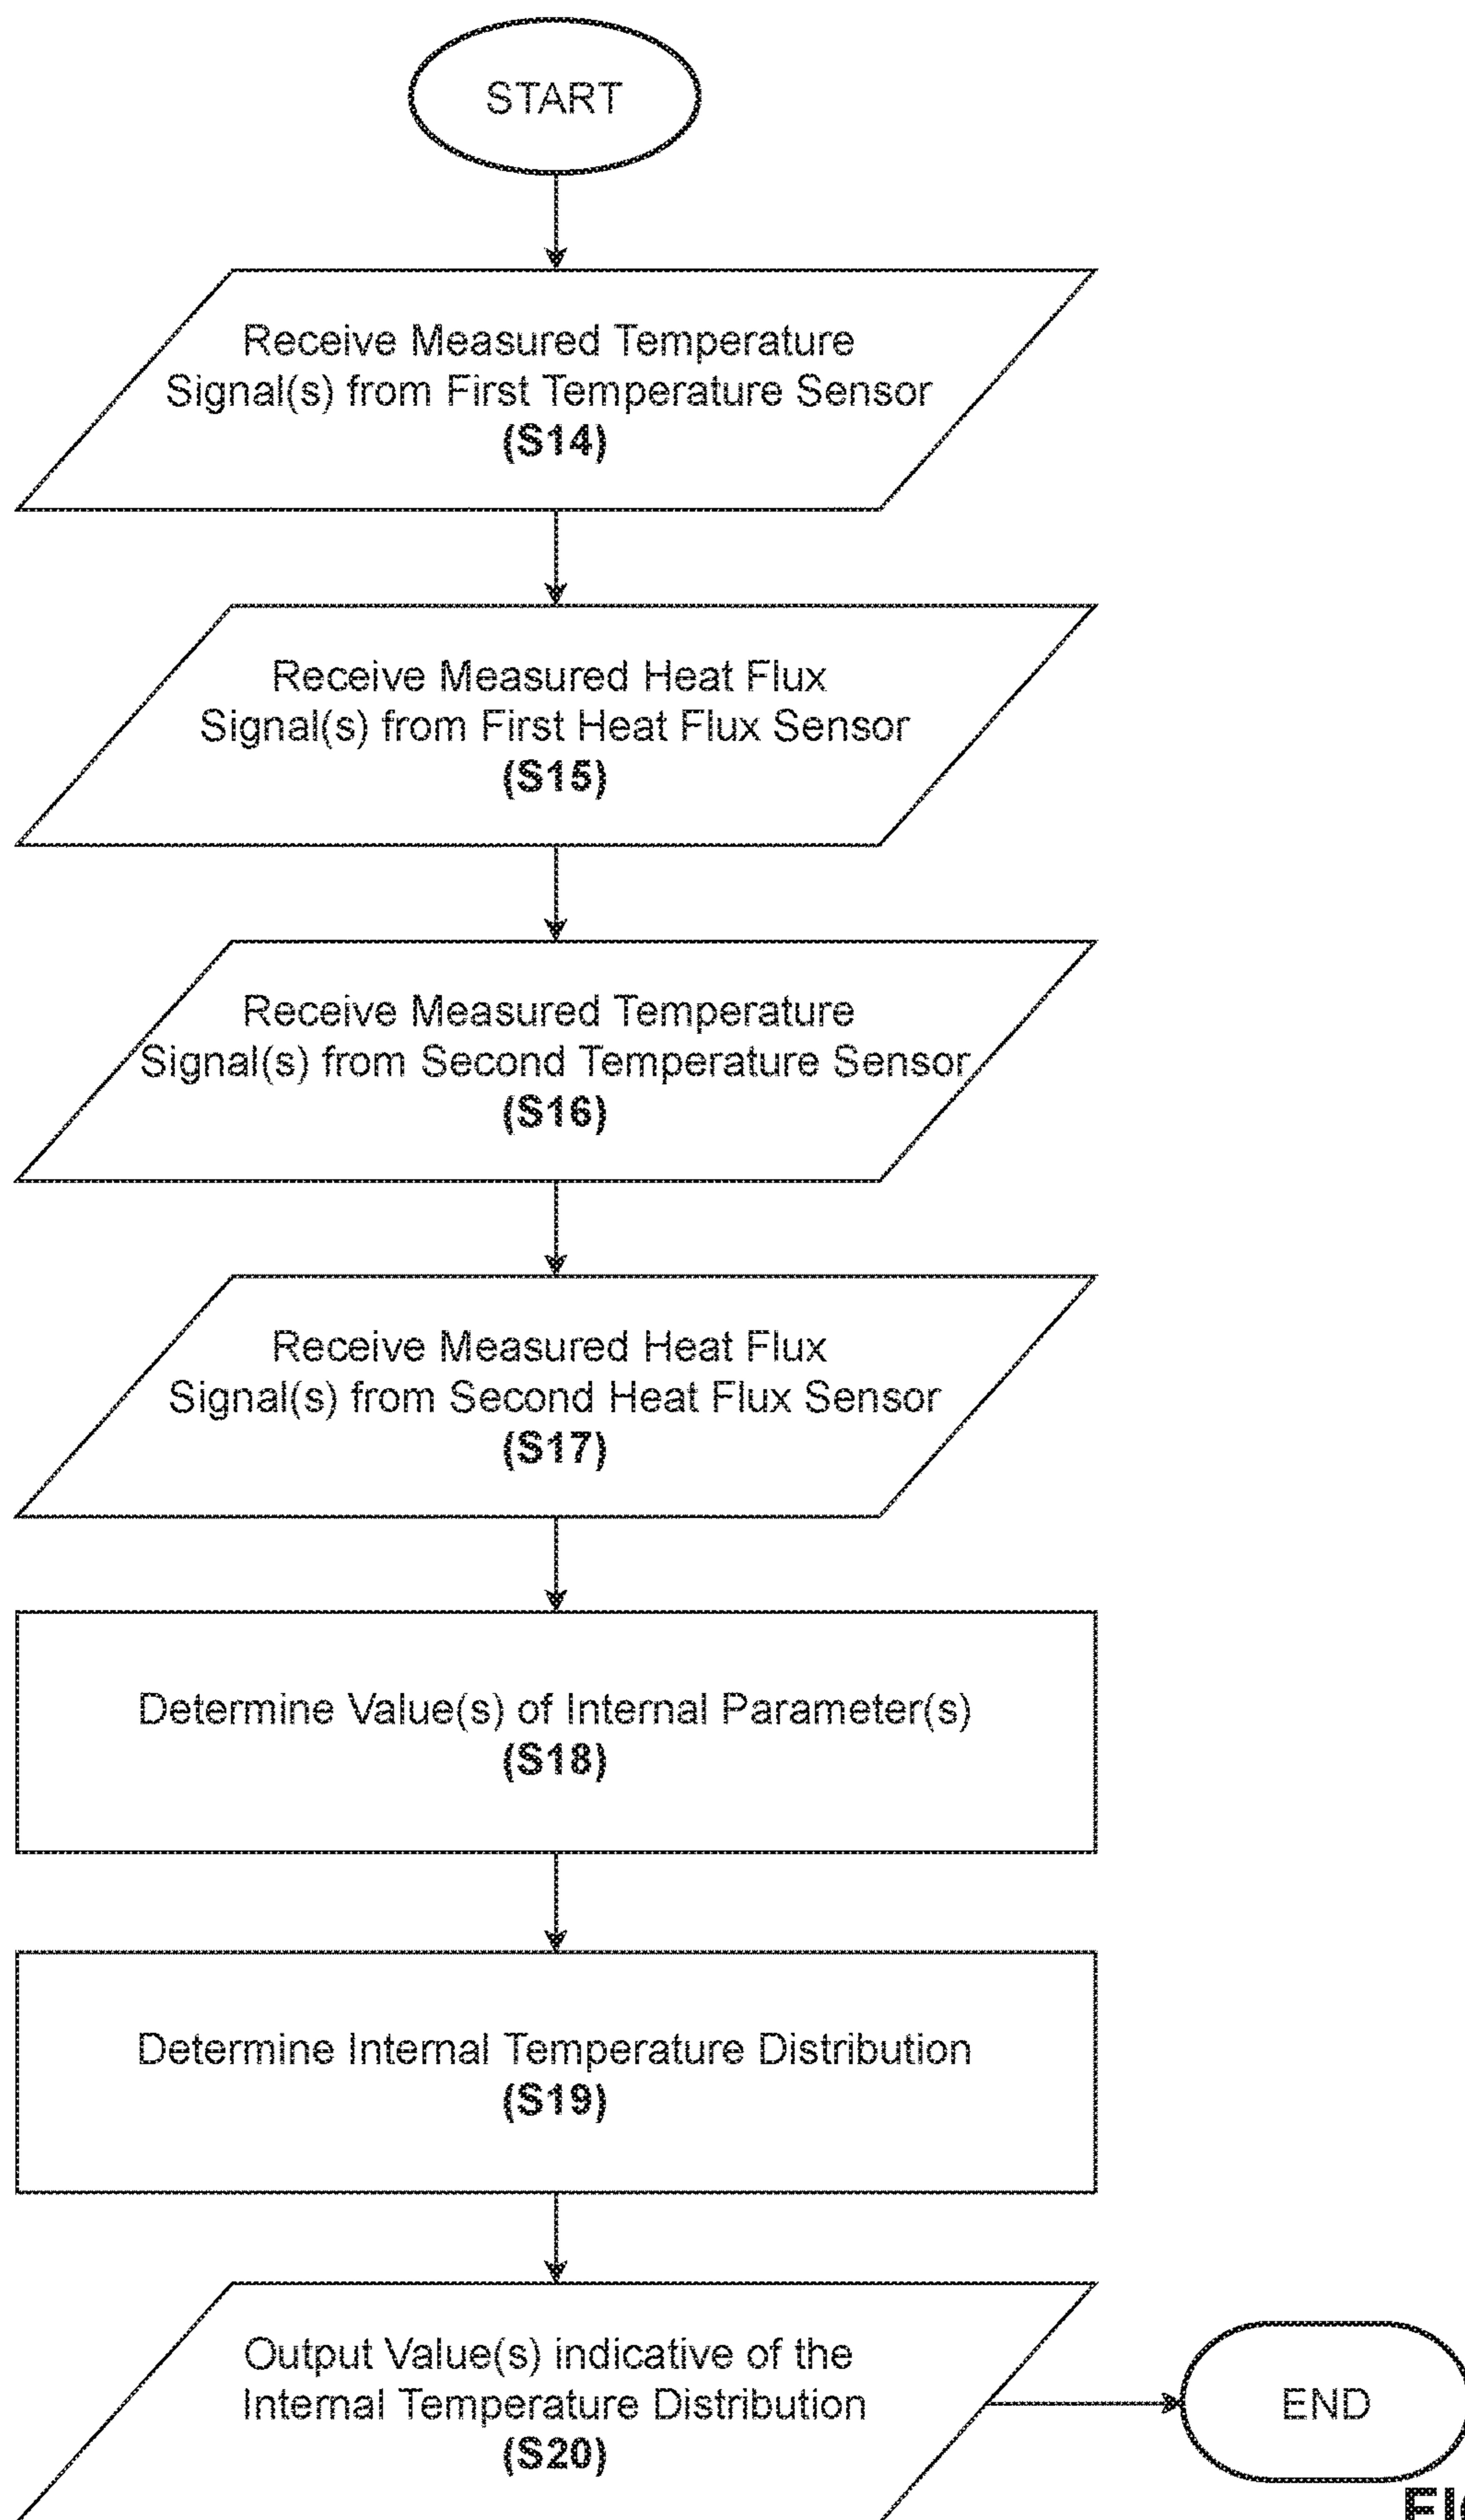 START
Receive Measured Temperature
Signal(s) from First Temperature Sensor
(S14)
Receive Measured Heat Flux
Signal(s) from First Heat Flux Sensor
(S15)
Receive Measured Temperature
Signal(s) from Second Temperature Sensor
(S16)
Receive Measured Heat Flux
Signal(s) from Second Heat Flux Sensor
(S17)
Determine Value(s) of Internal Parameter(s)
(S18)
Determine Internal Temperature Distribution
(S19)
Output Value(s) indicative of the
Internal Temperature Distribution
(S20)
END